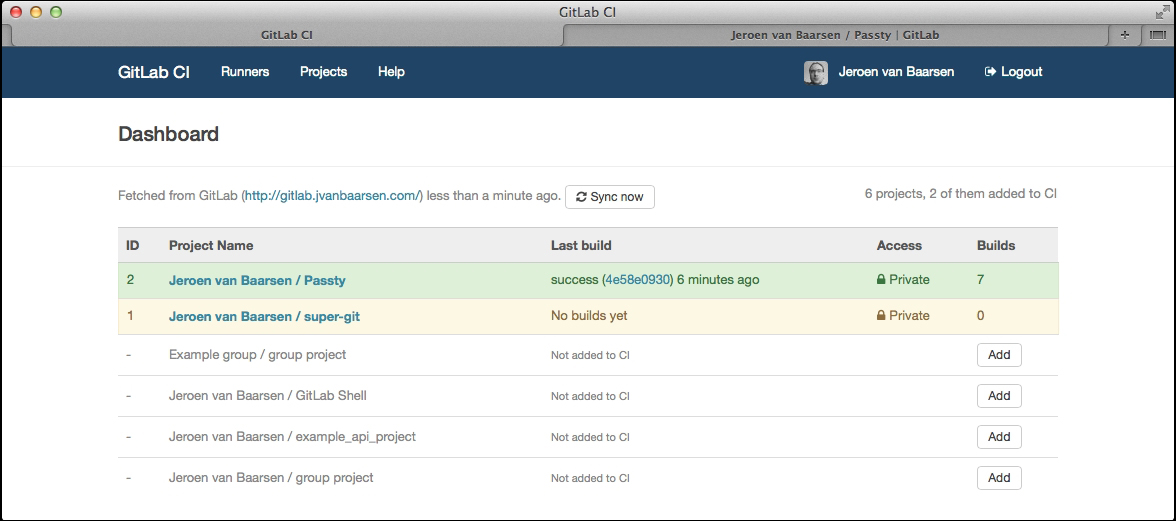 GitLab CI
GitLab CI
Jeroen van Baarsen / Passty | GitLab
GitLab CI Runners Projects Help Jeroen van Baarsen Logout
Dashboard
Fetched from GitLab (http://gitlab.jvanbaarsen.com/) less than a minute ago. Sync now 6 projects, 2 of them added to CI
ID Project Name Last build Access Builds
2 Jeroen van Baarsen / Passty success (4e58e0930) 6 minutes ago Private 7
1 Jeroen van Baarsen / super-git No builds yet Private 0
- Example group / group project Not added to CI Add
- Jeroen van Baarsen / GitLab Shell Not added to CI Add
- Jeroen van Baarsen / example_api_project Not added to CI Add
- Jeroen van Baarsen / group project Not added to CI Add